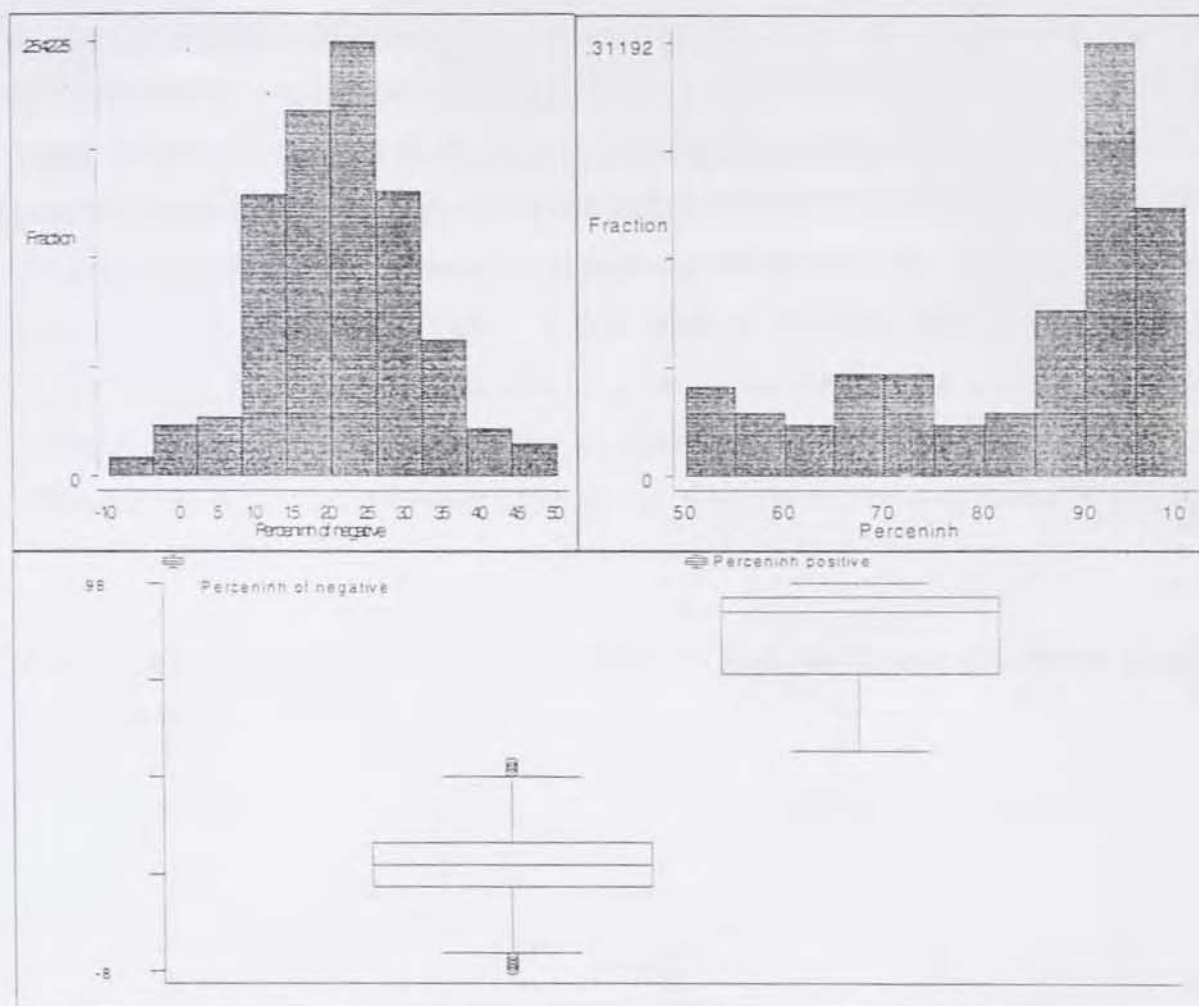 .254225
Fraction
0
-10 0 5 10 15 20 25 30 35 40 45 50
Perceninh of negative
.31192
Fraction
0
50 60 70 80 90 10
Perceninh
Perceninh of negative
Perceninh positive
98
-8